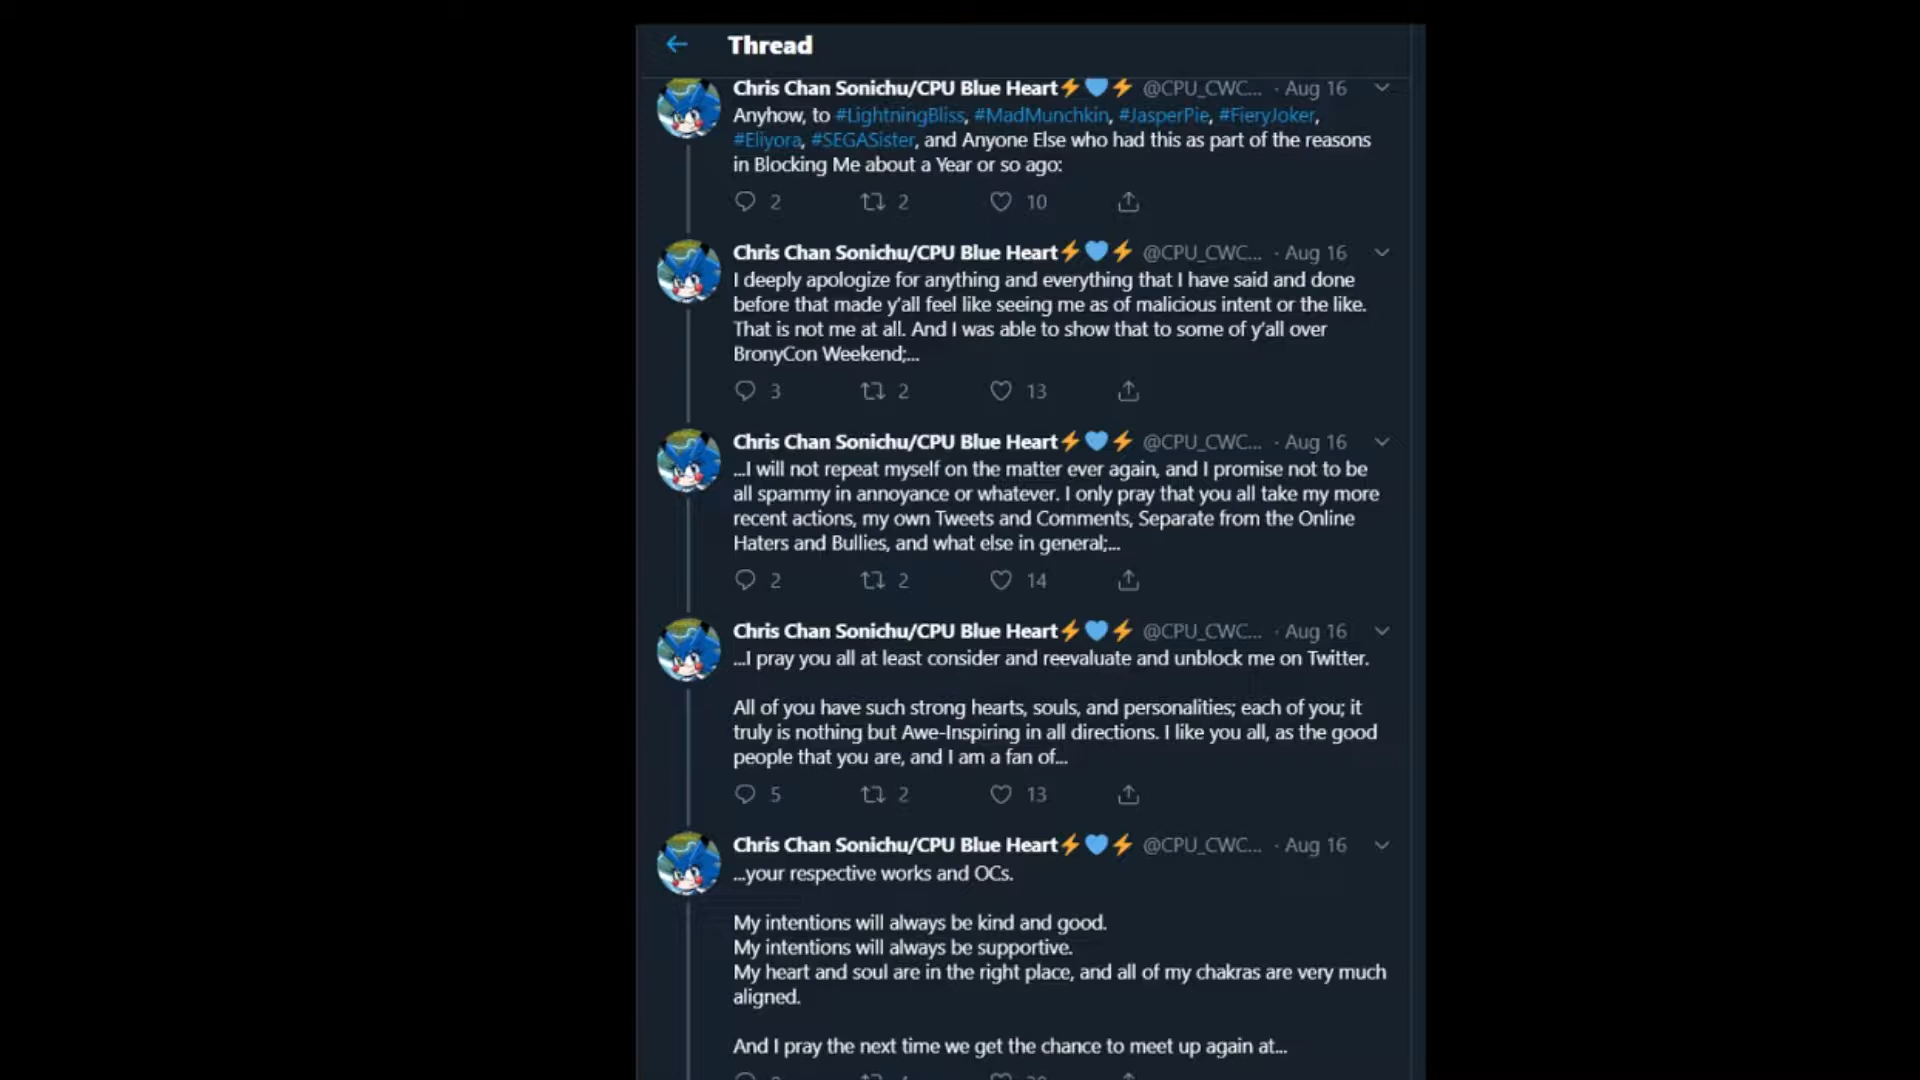 Thread
Chris Chan Sonichu/CPU Blue Heart⚡💙⚡ @CPU_CWC... · Aug 16
Anyhow, to #LightningBliss, #MadMunchkin, #JasperPie, #FieryJoker,
#Eliyora, #SEGASister, and Anyone Else who had this as part of the reasons
in Blocking Me about a Year or so ago:
2 2 10
Chris Chan Sonichu/CPU Blue Heart⚡💙⚡ @CPU_CWC... · Aug 16
I deeply apologize for anything and everything that I have said and done
before that made y'all feel like seeing me as of malicious intent or the like.
That is not me at all. And I was able to show that to some of y'all over
BronyCon Weekend;...
3 2 13
Chris Chan Sonichu/CPU Blue Heart⚡💙⚡ @CPU_CWC... · Aug 16
...I will not repeat myself on the matter ever again, and I promise not to be
all spammy in annoyance or whatever. I only pray that you all take my more
recent actions, my own Tweets and Comments, Separate from the Online
Haters and Bullies, and what else in general;...
2 2 14
Chris Chan Sonichu/CPU Blue Heart⚡💙⚡ @CPU_CWC... · Aug 16
...I pray you all at least consider and reevaluate and unblock me on Twitter.
All of you have such strong hearts, souls, and personalities; each of you; it
truly is nothing but Awe-Inspiring in all directions. I like you all, as the good
people that you are, and I am a fan of...
5 2 13
Chris Chan Sonichu/CPU Blue Heart⚡💙⚡ @CPU_CWC... · Aug 16
...your respective works and OCs.
My intentions will always be kind and good.
My intentions will always be supportive.
My heart and soul are in the right place, and all of my chakras are very much
aligned.
And I pray the next time we get the chance to meet up again at...